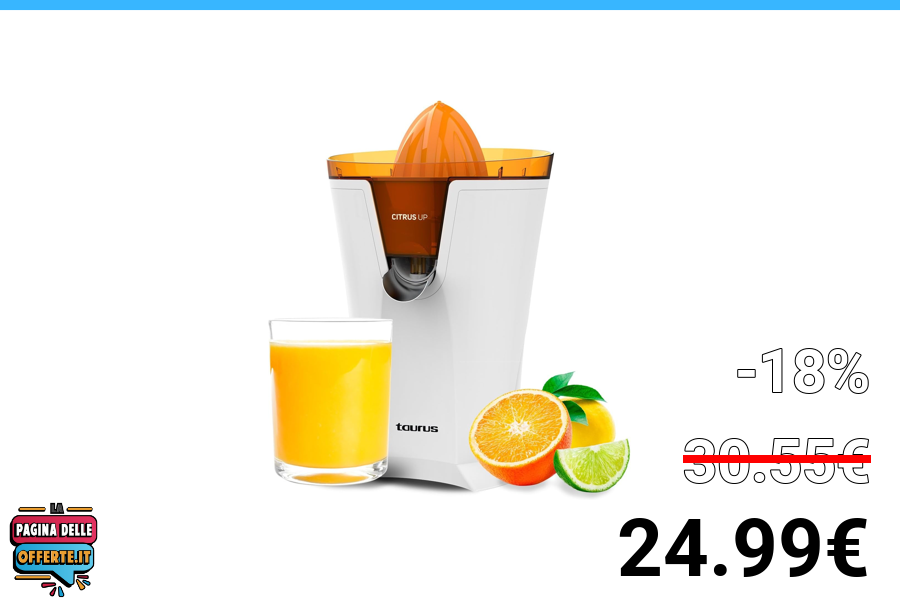 CITRUS UP
-18%
30.55€
taurus
24.99€
LA
PAGINA DELLE
OFFERTE.IT